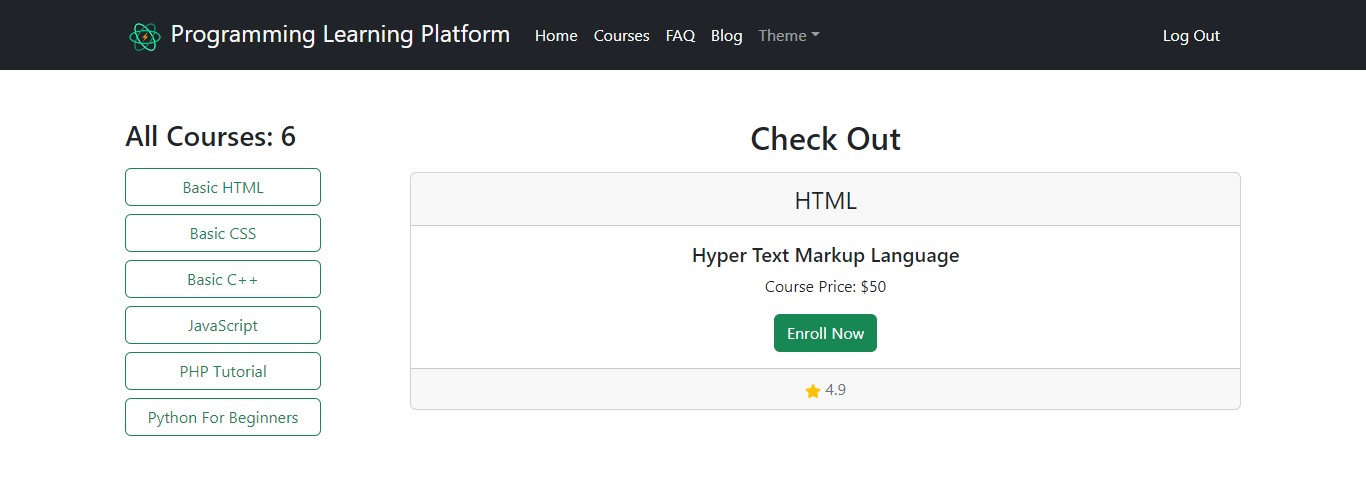 Programming Learning Platform Home Courses FAQ Blog Theme Log Out
All Courses: 6
Basic HTML
Basic CSS
Basic C++
JavaScript
PHP Tutorial
Python For Beginners
Check Out
HTML
Hyper Text Markup Language
Course Price: $50
Enroll Now
4.9